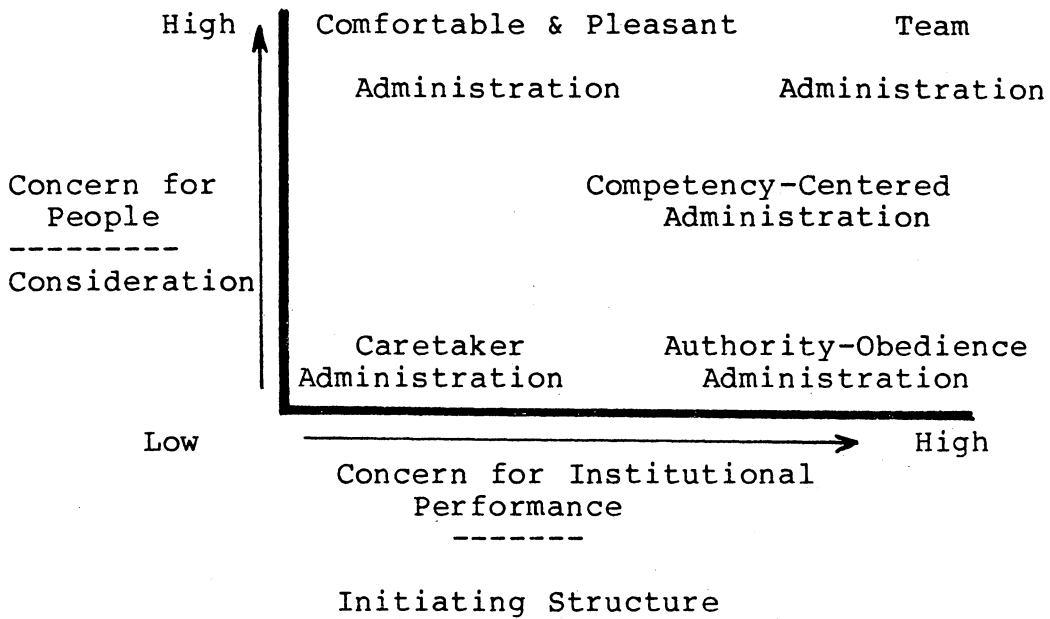 High Comfortable & Pleasant Team
Administration Administration
Concern for Competency-Centered
People Administration
---------
Consideration
Caretaker Authority-Obedience
Administration Administration
Low High
Concern for Institutional
Performance
-------
Initiating Structure